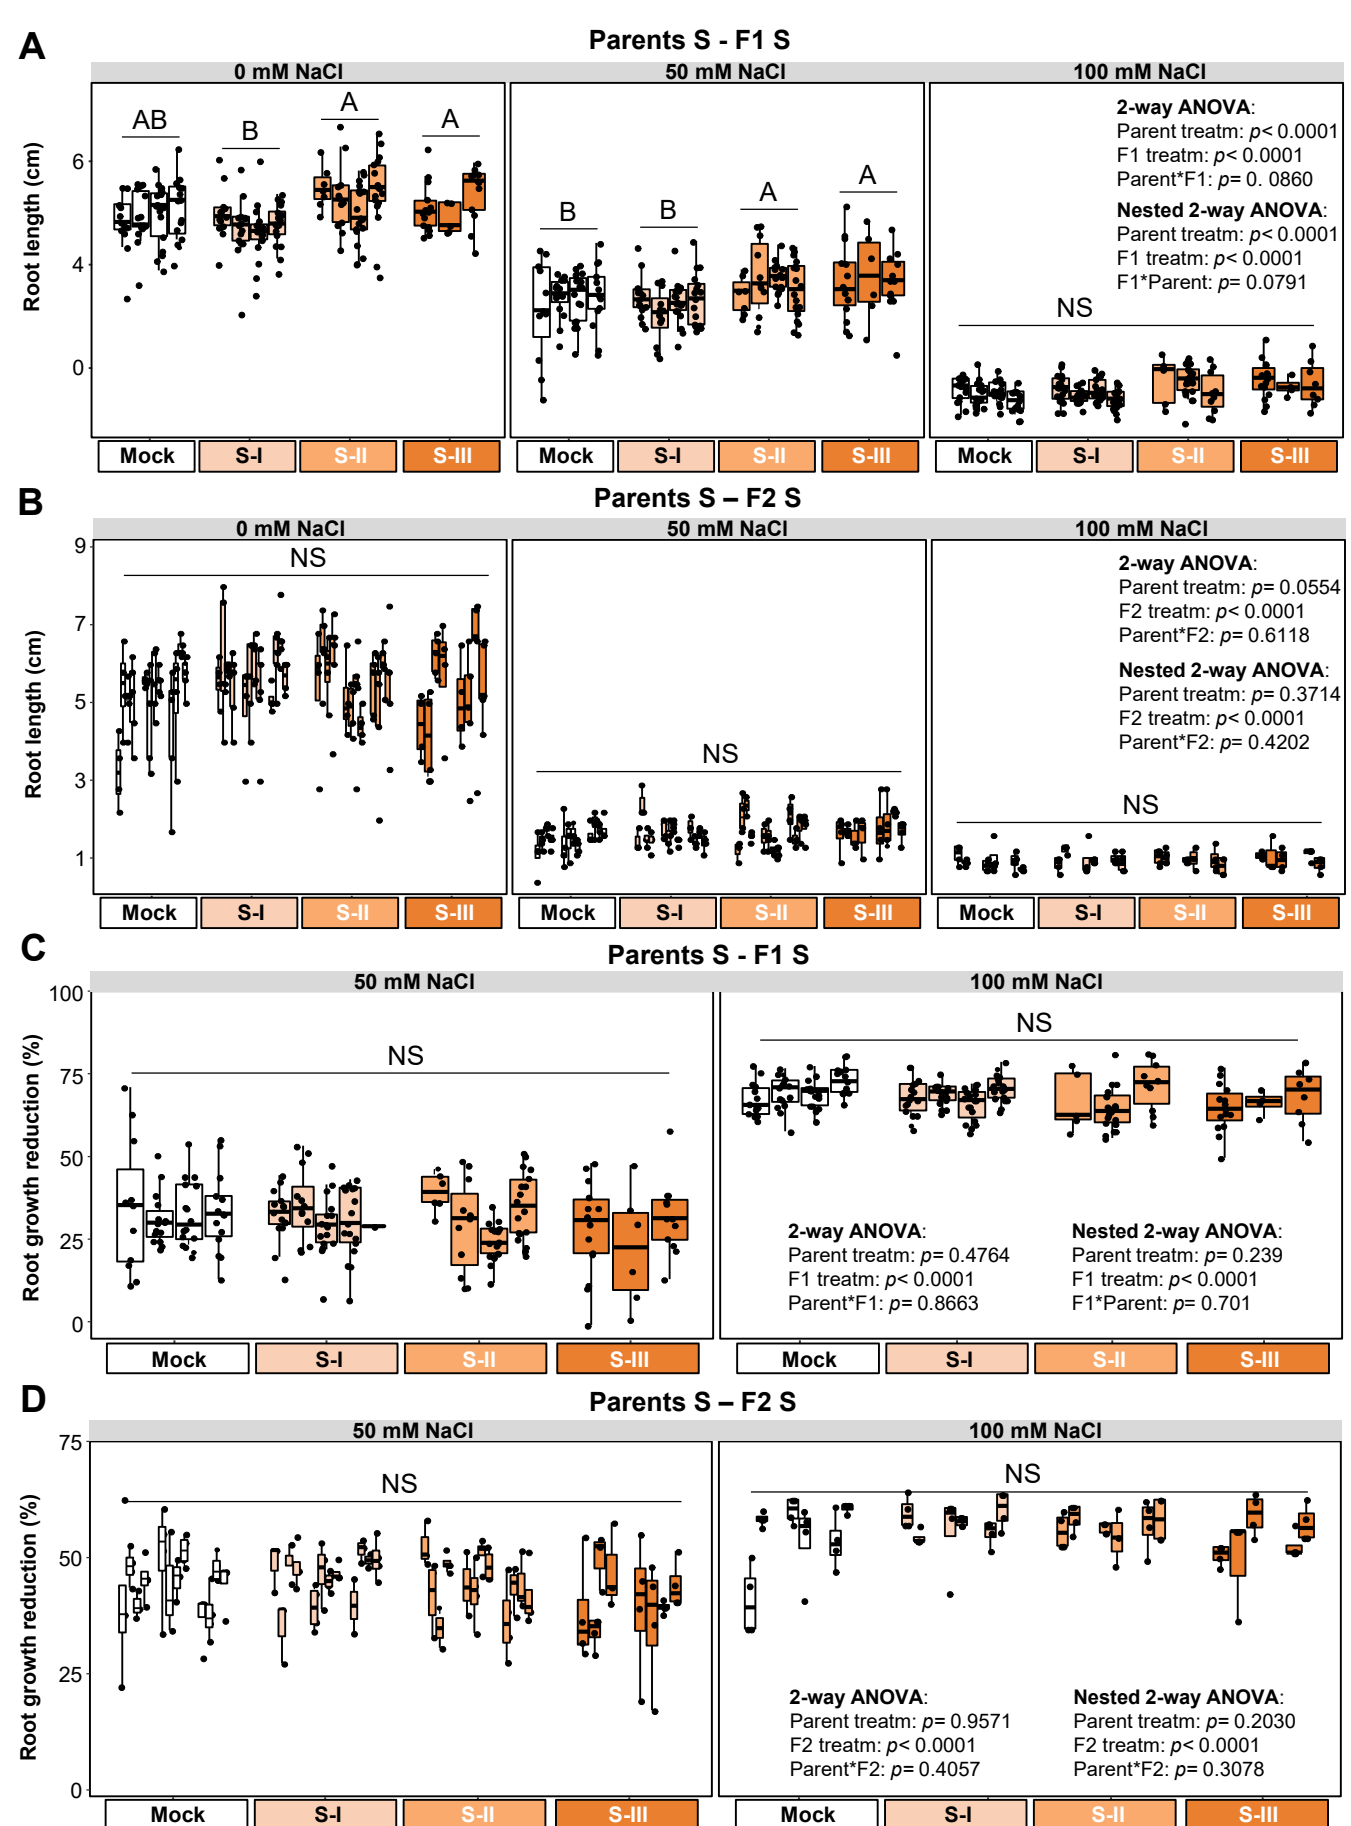 A
Parents S - F1 S
0 mM NaCl
50 mM NaCl
100 mM NaCl
Root length (cm)
6
4
0
AB
B
A
A
B
B
A
A
NS
2-way ANOVA:
Parent treatm: p< 0.0001
F1 treatm: p< 0.0001
Parent*F1: p= 0. 0860
Nested 2-way ANOVA:
Parent treatm: p< 0.0001
F1 treatm: p< 0.0001
F1*Parent: p= 0.0791
Mock S-I S-II S-III
Mock S-I S-II S-III
Mock S-I S-II S-III
B
Parents S – F2 S
0 mM NaCl
50 mM NaCl
100 mM NaCl
Root length (cm)
9
7
5
3
1
NS
NS
NS
2-way ANOVA:
Parent treatm: p= 0.0554
F2 treatm: p< 0.0001
Parent*F2: p= 0.6118
Nested 2-way ANOVA:
Parent treatm: p= 0.3714
F2 treatm: p< 0.0001
Parent*F2: p= 0.4202
Mock S-I S-II S-III
Mock S-I S-II S-III
Mock S-I S-II S-III
C
Parents S - F1 S
50 mM NaCl
100 mM NaCl
Root growth reduction (%)
100
75
50
25
0
NS
NS
2-way ANOVA:
Parent treatm: p= 0.4764
F1 treatm: p< 0.0001
Parent*F1: p= 0.8663
Nested 2-way ANOVA:
Parent treatm: p= 0.239
F1 treatm: p< 0.0001
F1*Parent: p= 0.701
Mock S-I S-II S-III
Mock S-I S-II S-III
D
Parents S – F2 S
50 mM NaCl
100 mM NaCl
Root growth reduction (%)
75
50
25
0
NS
NS
2-way ANOVA:
Parent treatm: p= 0.9571
F2 treatm: p< 0.0001
Parent*F2: p= 0.4057
Nested 2-way ANOVA:
Parent treatm: p= 0.2030
F2 treatm: p< 0.0001
Parent*F2: p= 0.3078
Mock S-I S-II S-III
Mock S-I S-II S-III